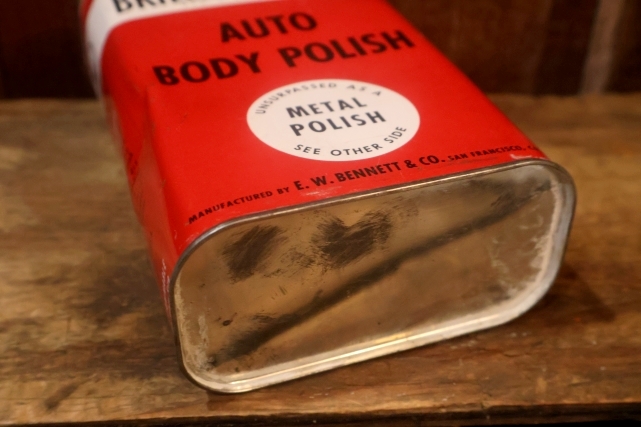 AUTO
BODY POLISH
UNSURPASSED AS A
METAL
POLISH
SEE OTHER SIDE
MANUFACTURED BY E. W. BENNETT & CO. SAN FRANCISCO,